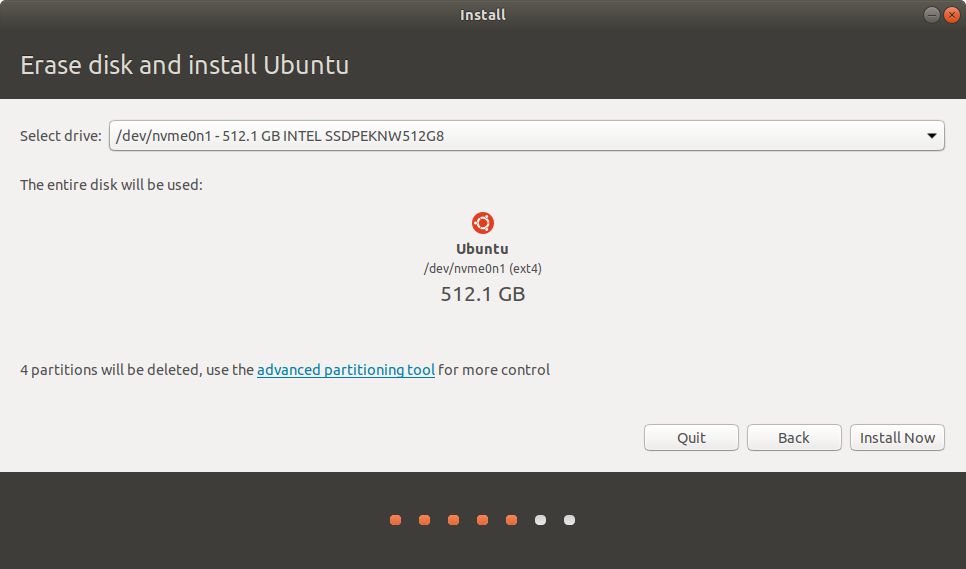 Install
Erase disk and install Ubuntu
Select drive: /dev/nvme0n1 - 512.1 GB INTEL SSDPEKNW512G8
The entire disk will be used:
Ubuntu
/dev/nvme0n1 (ext4)
512.1 GB
4 partitions will be deleted, use the advanced partitioning tool for more control
Quit Back Install Now